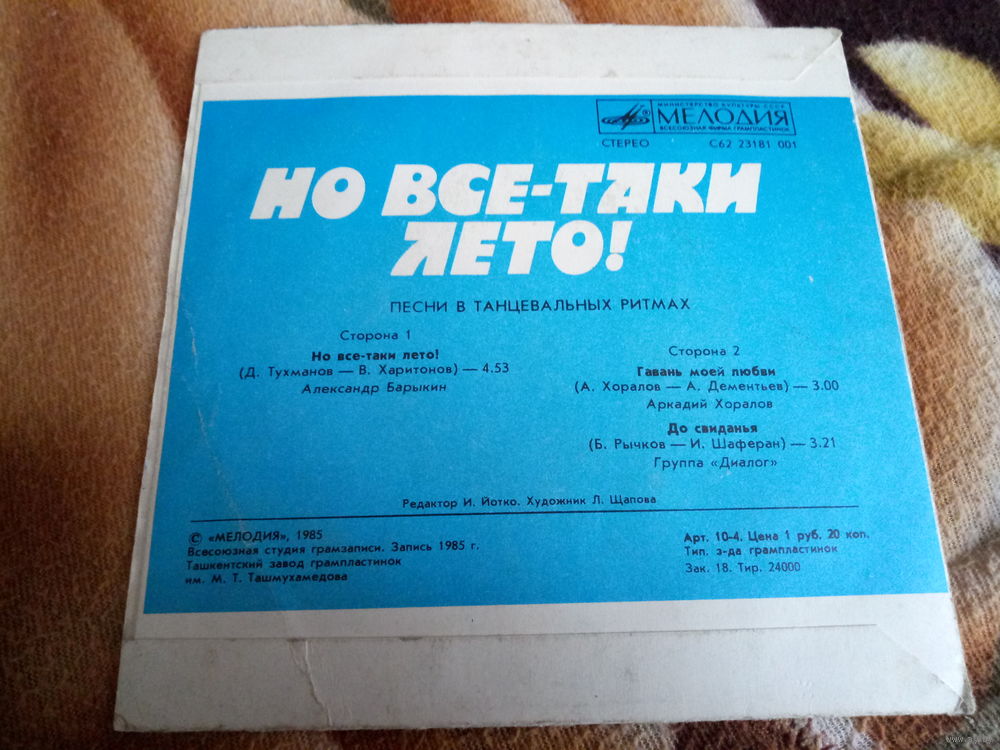 МИНИСТЕРСТВО КУЛЬТУРЫ СССР
МЕЛОДИЯ
ВСЕСОЮЗНАЯ ФИРМА ГРАМПЛАСТИНОК
СТЕРЕО С62 23181 001
НО ВСЕ-ТАКИ
ЛЕТО!
ПЕСНИ В ТАНЦЕВАЛЬНЫХ РИТМАХ
Сторона 1
Но все-таки лето!
(Д. Тухманов — В. Харитонов) — 4.53
Александр Барыкин
Сторона 2
Гавань моей любви
(А. Хоралов — А. Дементьев) — 3.00
Аркадий Хоралов
До свиданья
(Б. Рычков — И. Шаферан) — 3.21
Группа «Диалог»
Редактор И. Йотко. Художник Л. Щапова
© «МЕЛОДИЯ», 1985
Всесоюзная студия грамзаписи. Запись 1985 г.
Ташкентский завод грампластинок
им. М. Т. Ташмухамедова
Арт. 10-4. Цена 1 руб. 20 коп.
Тип. з-да грампластинок
Зак. 18. Тир. 24000